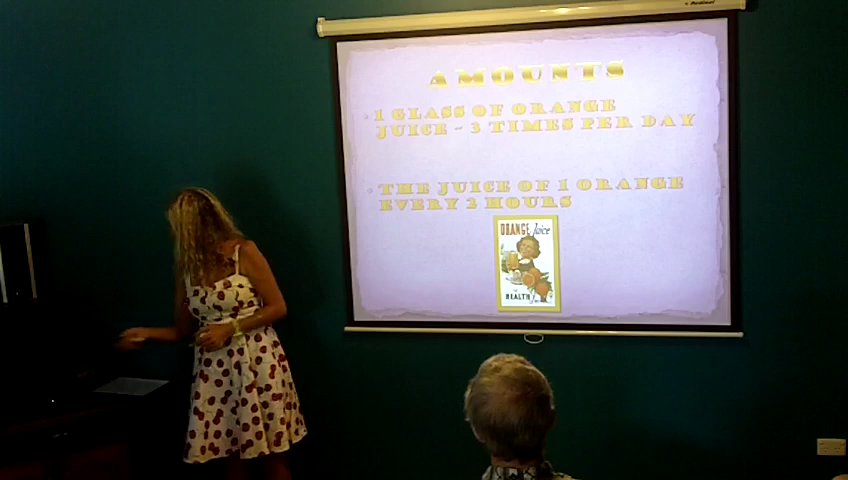 AMOUNTS
1 GLASS OF ORANGE
JUICE - 3 TIMES PER DAY
THE JUICE OF 1 ORANGE
EVERY 2 HOURS
ORANGE Juice
HEALTH